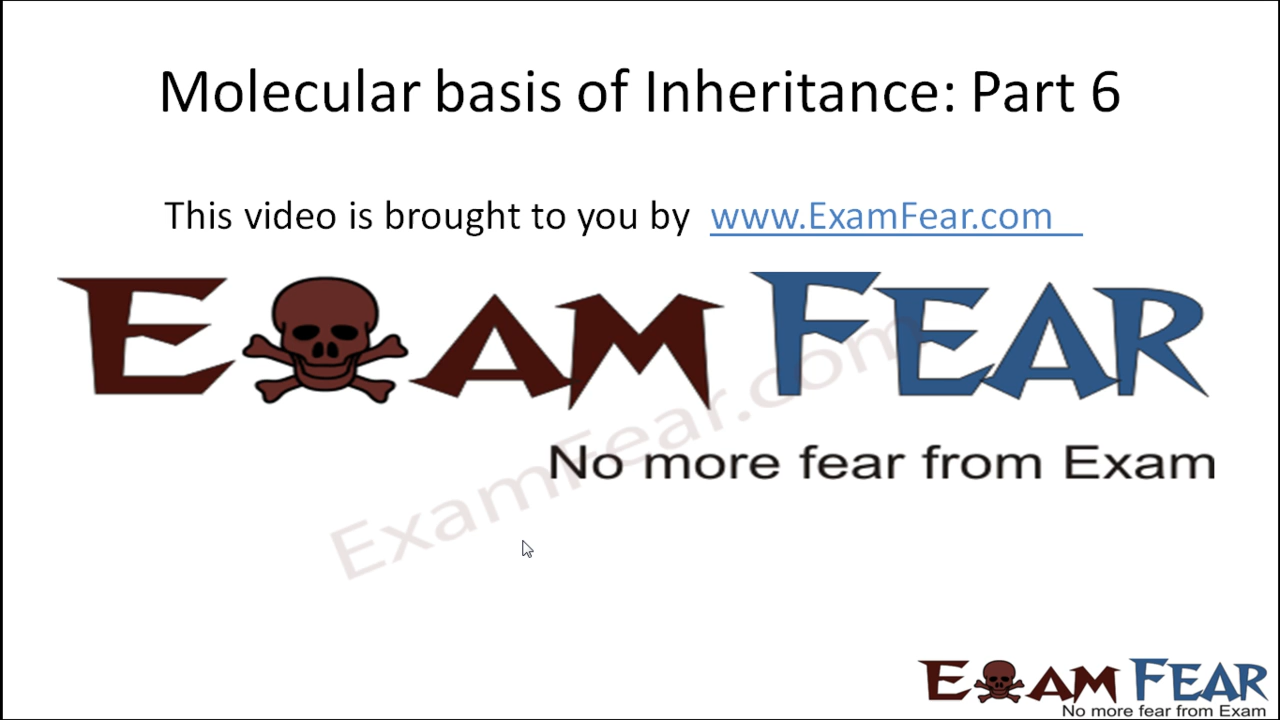 Molecular basis of Inheritance: Part 6
This video is brought to you by www.ExamFear.com
EXAM FEAR
No more fear from Exam
ExamFear.com
EXAM FEAR
No more fear from Exam